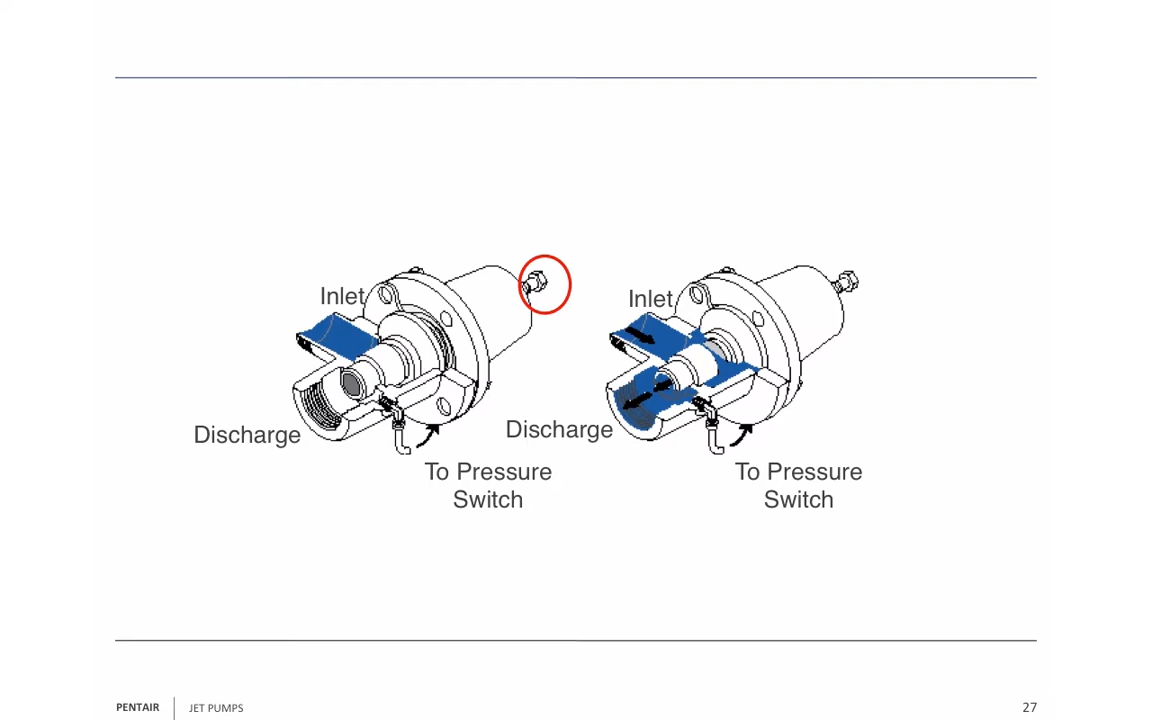 Inlet
Inlet
Discharge
Discharge
To Pressure
Switch
To Pressure
Switch
PENTAIR
JET PUMPS
27